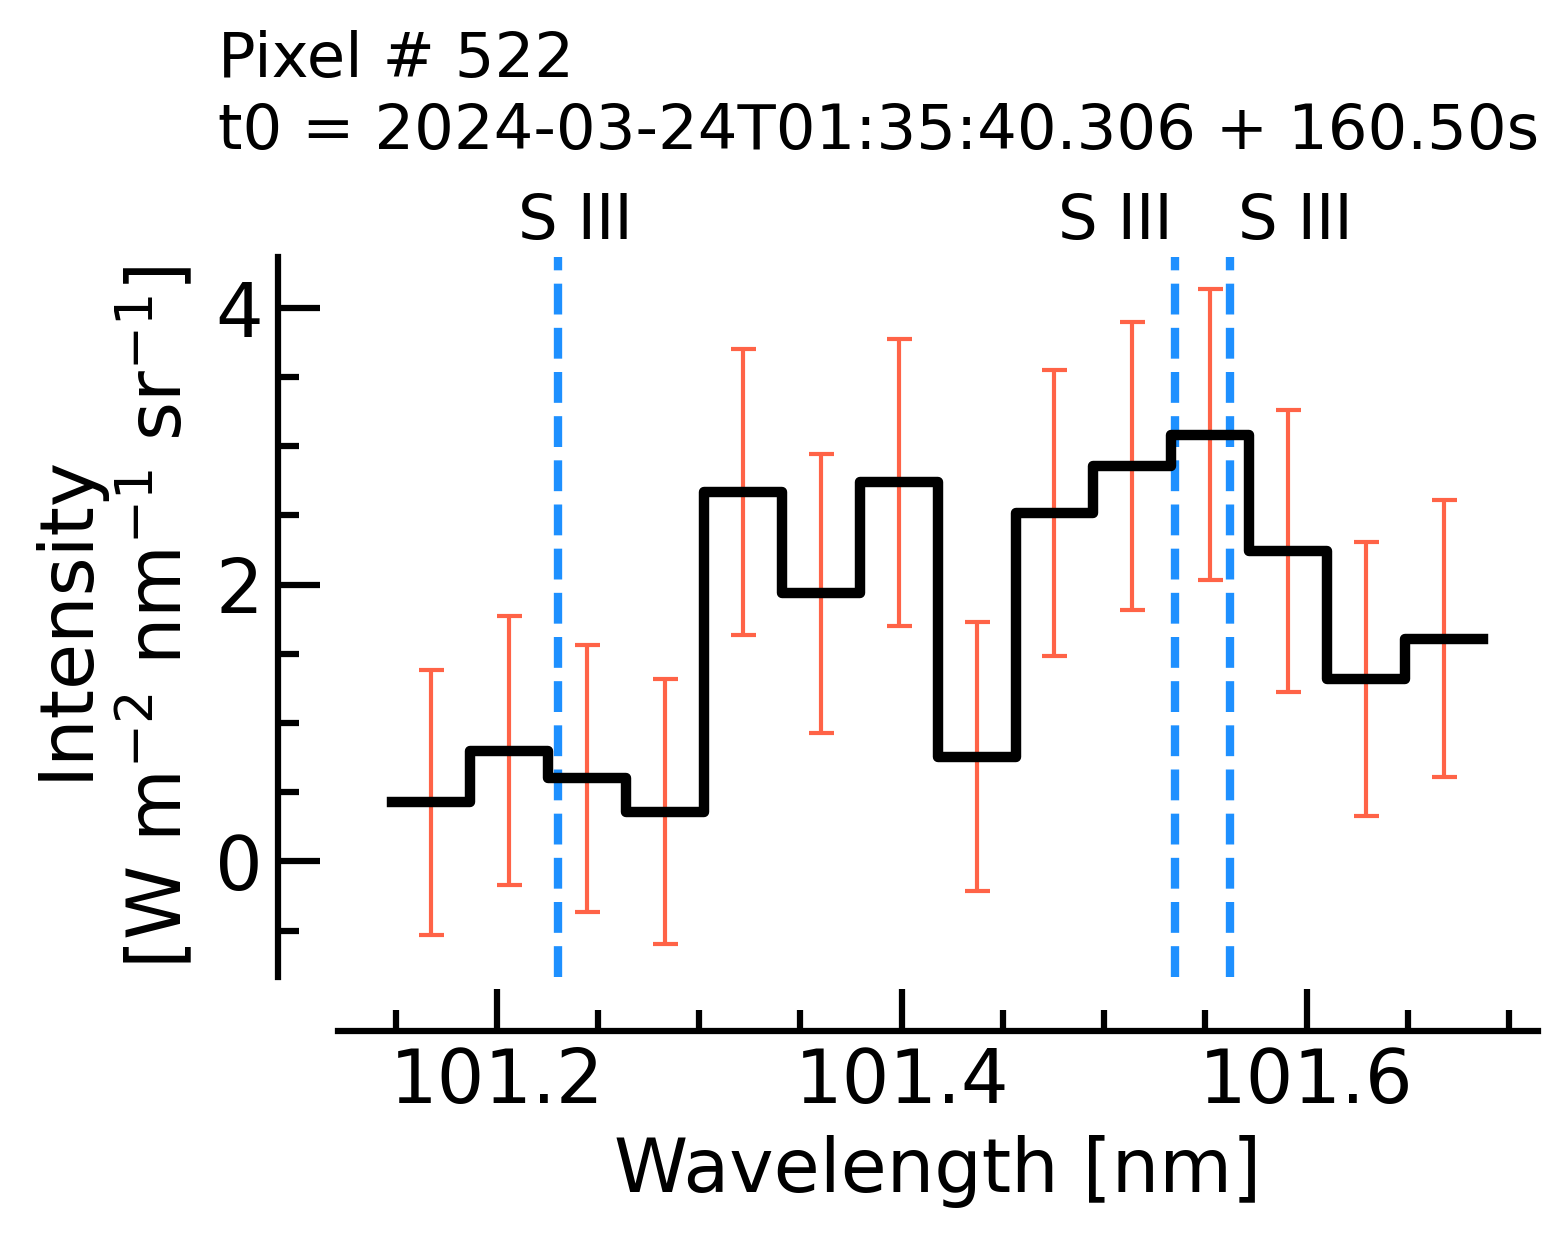 Pixel # 522
t0 = 2024-03-24T01:35:40.306 + 160.50s
S III S III S III
Intensity
[W m⁻² nm⁻¹ sr⁻¹]
4
2
0
101.2 101.4 101.6
Wavelength [nm]